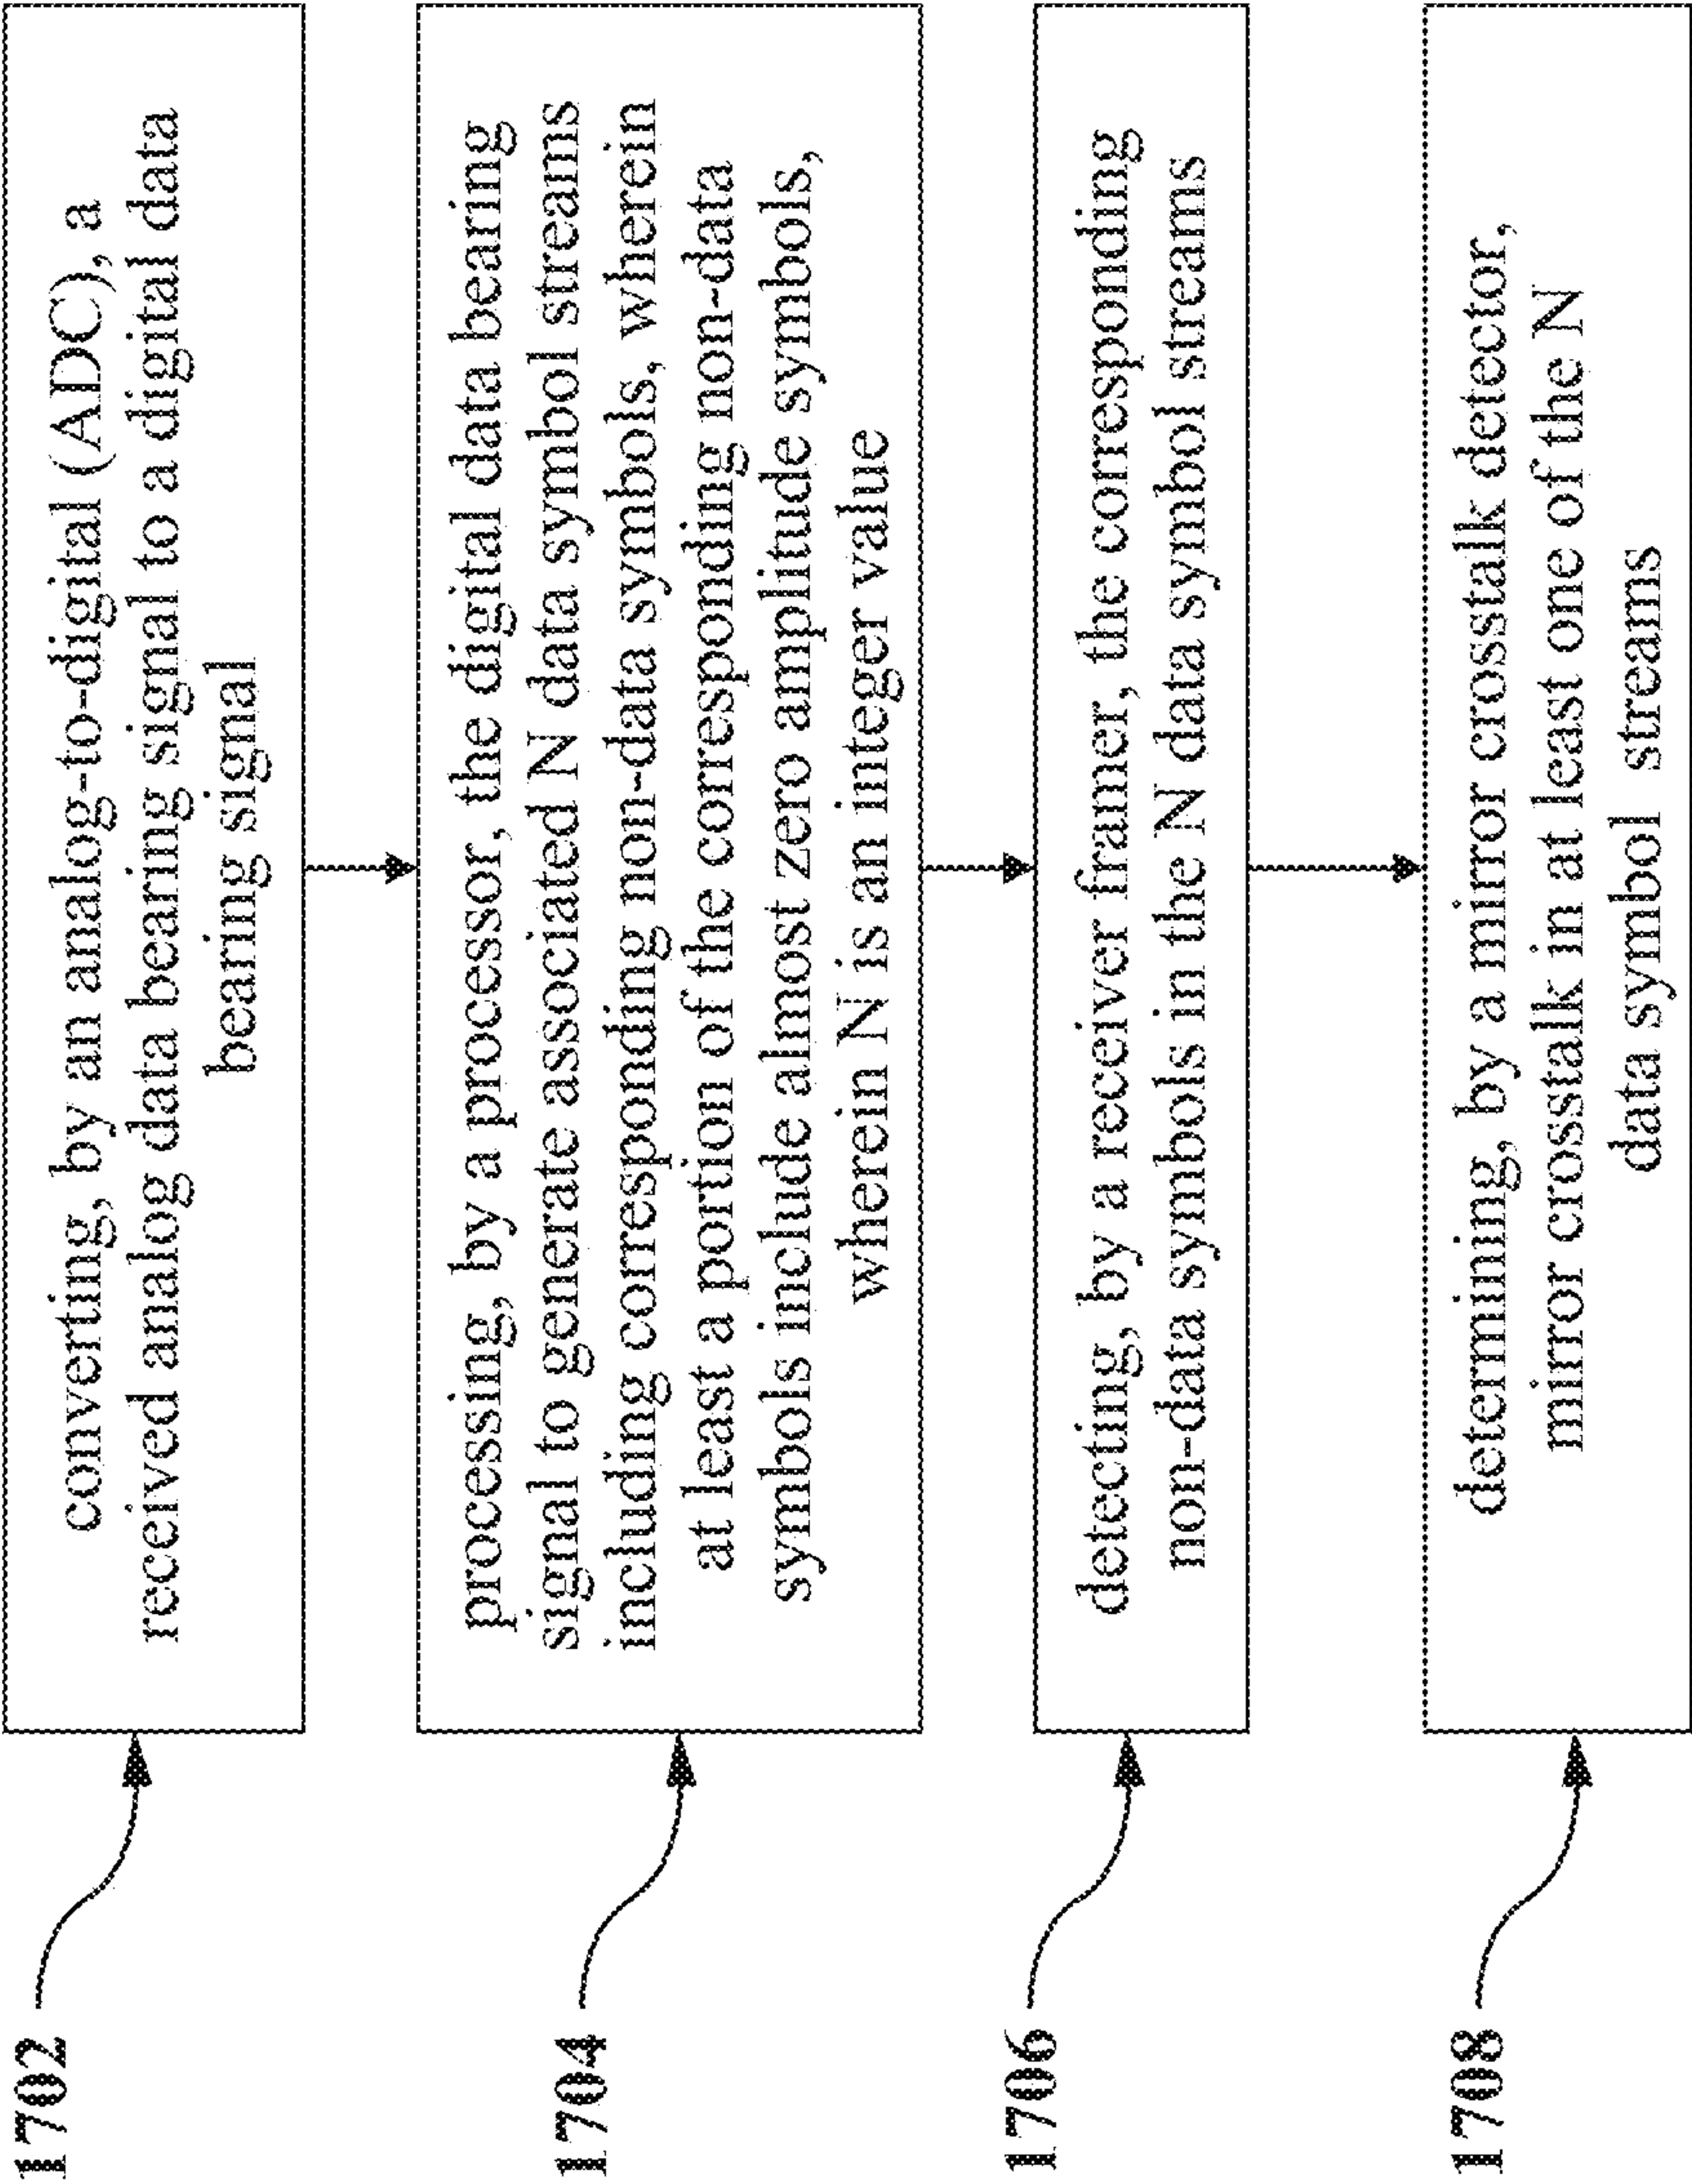 1702
converting, by an analog-to-digital (ADC), a
received analog data bearing signal to a digital data
bearing signal
1704
processing, by a processor, the digital data bearing
signal to generate associated N data symbol streams
including corresponding non-data symbols, wherein
at least a portion of the corresponding non-data
symbols include almost zero amplitude symbols,
wherein N is an integer value
1706
detecting, by a receiver framer, the corresponding
non-data symbols in the N data symbol streams
1708
determining, by a mirror crosstalk detector,
mirror crosstalk in at least one of the N
data symbol streams